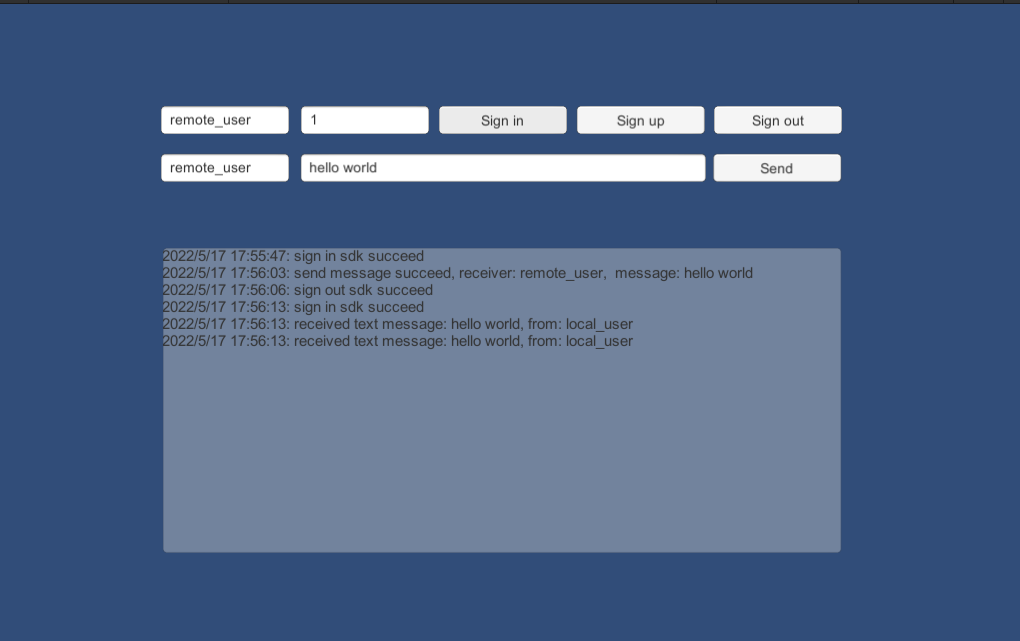 remote_user 1 Sign in Sign up Sign out
remote_user hello world Send
2022/5/17 17:55:47: sign in sdk succeed
2022/5/17 17:56:03: send message succeed, receiver: remote_user,  message: hello world
2022/5/17 17:56:06: sign out sdk succeed
2022/5/17 17:56:13: sign in sdk succeed
2022/5/17 17:56:13: received text message: hello world, from: local_user
2022/5/17 17:56:13: received text message: hello world, from: local_user